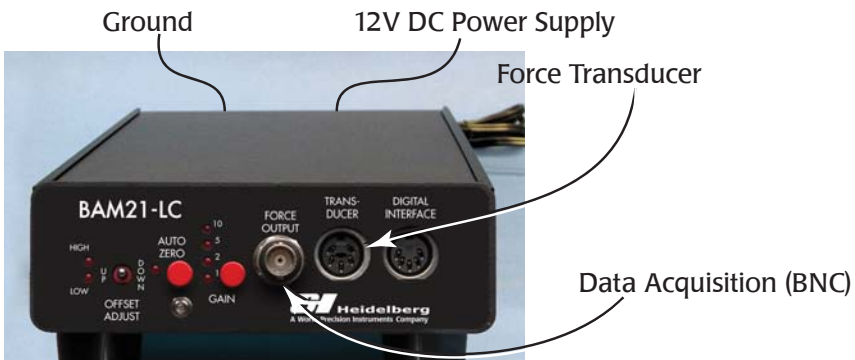 Ground
12V DC Power Supply
Force Transducer
BAM21-LC
HIGH
LOW
UP
DOWN
OFFSET
ADJUST
AUTO
ZERO
10
5
2
1
GAIN
FORCE
OUTPUT
TRANS-
DUCER
DIGITAL
INTERFACE
Heidelberg
A World Precision Instruments Company
Data Acquisition (BNC)